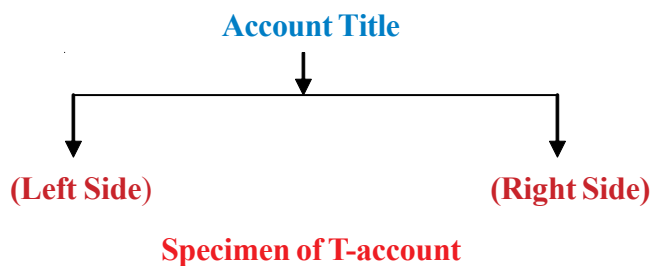 Account Title
(Left Side)
(Right Side)
Specimen of T-account